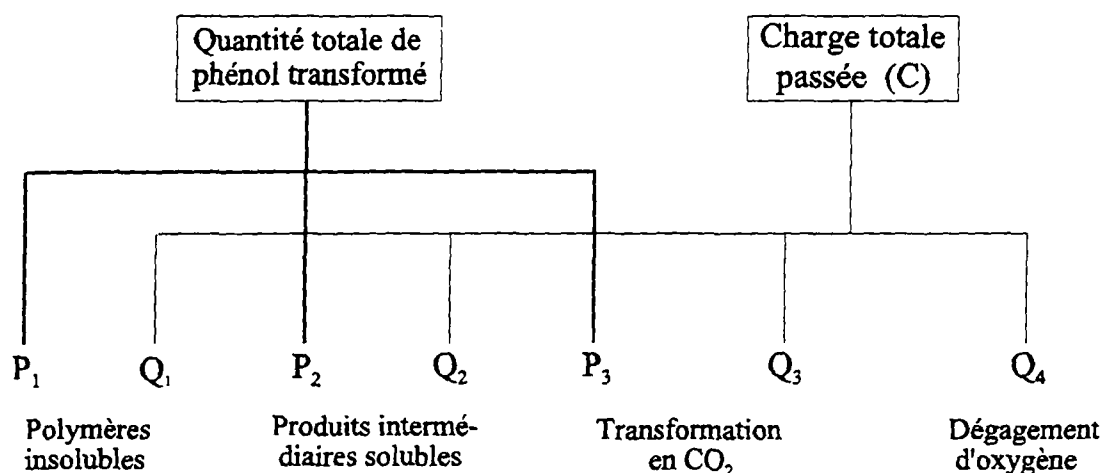 Quantité totale de
phénol transformé
Charge totale
passée (C)
P₁
Q₁
P₂
Q₂
P₃
Q₃
Q₄
Polymères
insolubles
Produits intermé-
diaires solubles
Transformation
en CO₂
Dégagement
d'oxygène